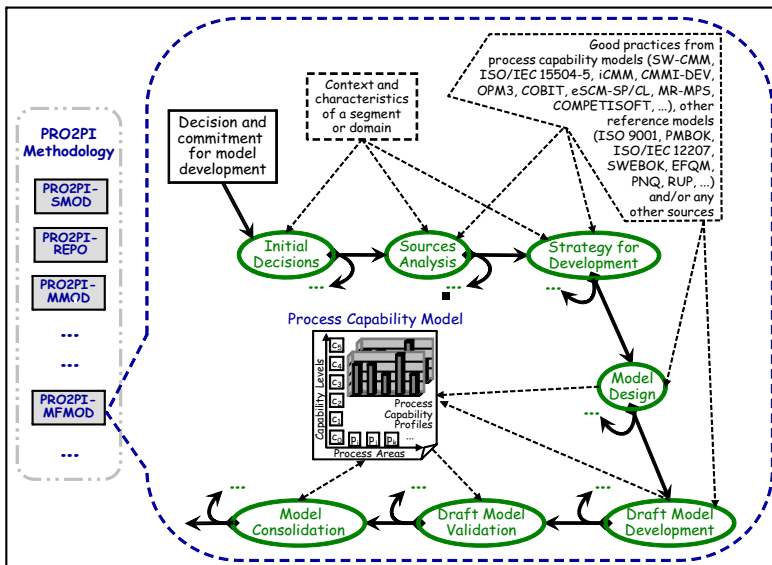 PRO2PI
Methodology
PRO2PI-
SMOD
PRO2PI-
REPO
PRO2PI-
MMOD
...
...
PRO2PI-
MFMOD
...
Decision and
commitment
for model
development
Context and
characteristics
of a segment
or domain
Good practices from
process capability models (SW-CMM,
ISO/IEC 15504-5, iCMM, CMMI-DEV,
OPM3, COBIT, eSCM-SP/CL, MR-MPS,
COMPETISOFT, ...), other
reference models
(ISO 9001, PMBOK,
ISO/IEC 12207,
SWEBOK, EFQM,
PNQ, RUP, ...)
and/or any
other sources
Initial
Decisions
Sources
Analysis
Strategy for
Development
...
...
...
Process Capability Model
Capability Levels
C5
C4
C3
C2
C1
C0
Process
Capability
Profiles
Pi
Pj
Pk
...
Process Areas
Model
Design
...
...
...
...
Model
Consolidation
Draft Model
Validation
Draft Model
Development